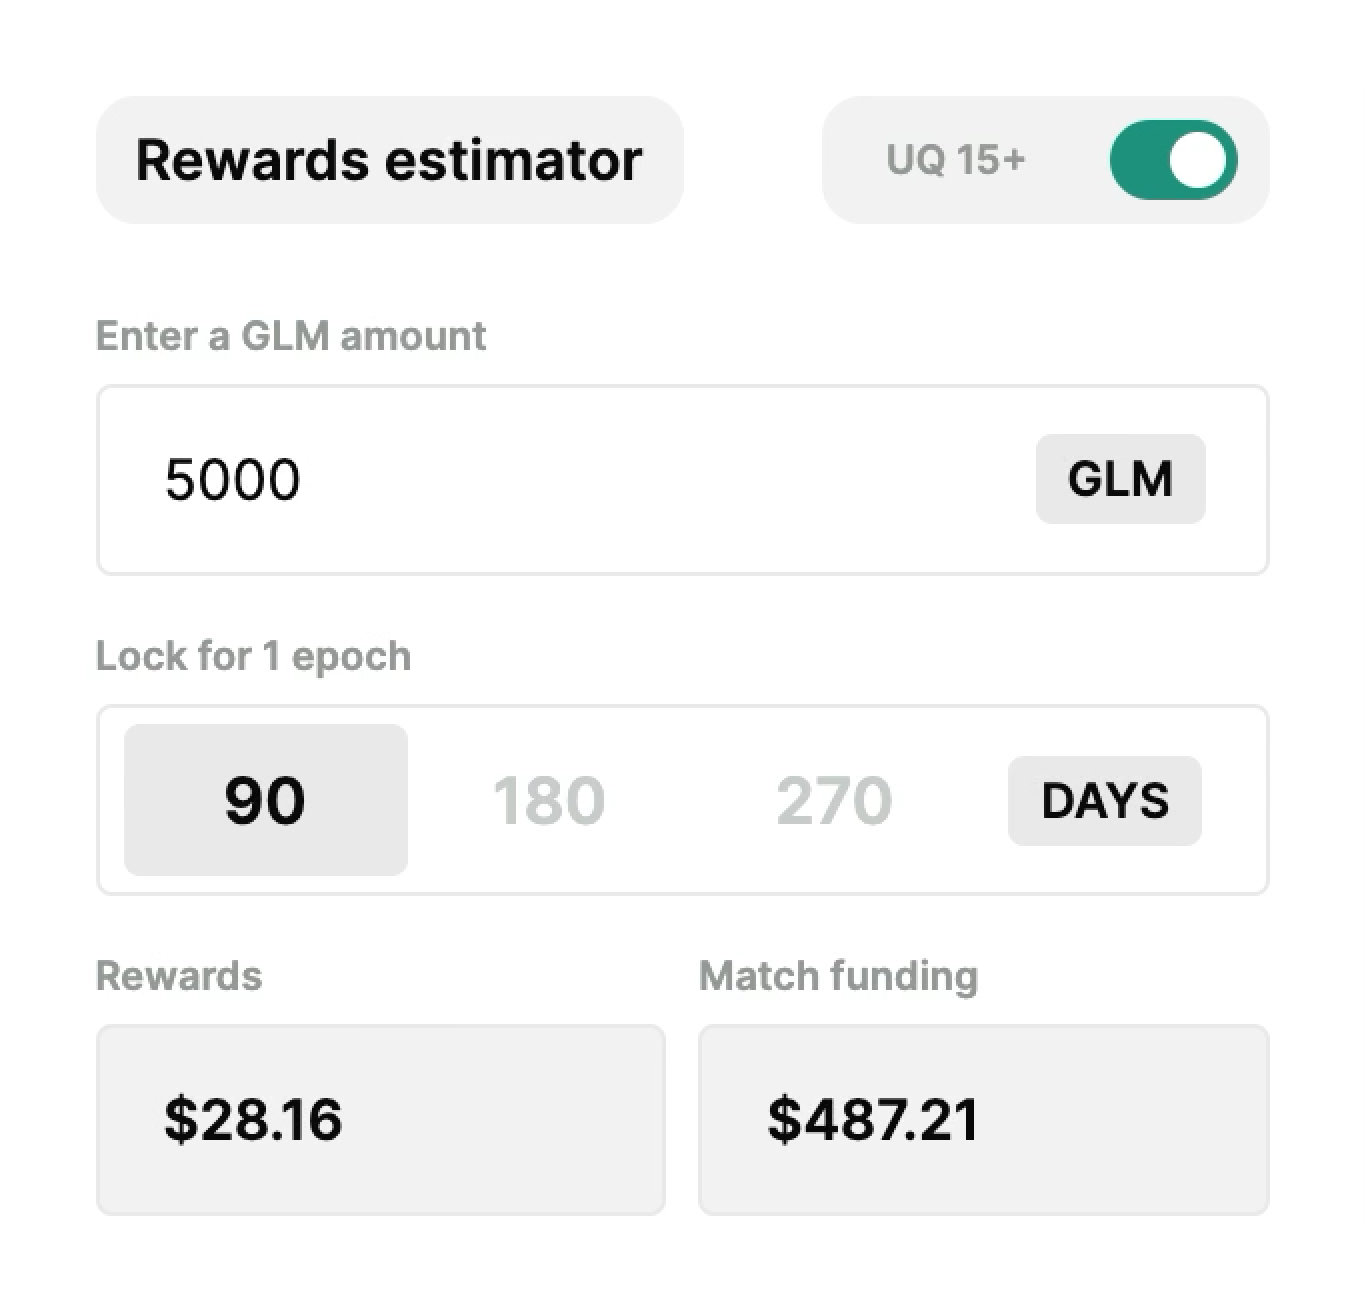 Rewards estimator
UQ 15+
Enter a GLM amount
5000 GLM
Lock for 1 epoch
90 180 270 DAYS
Rewards Match funding
$28.16 $487.21